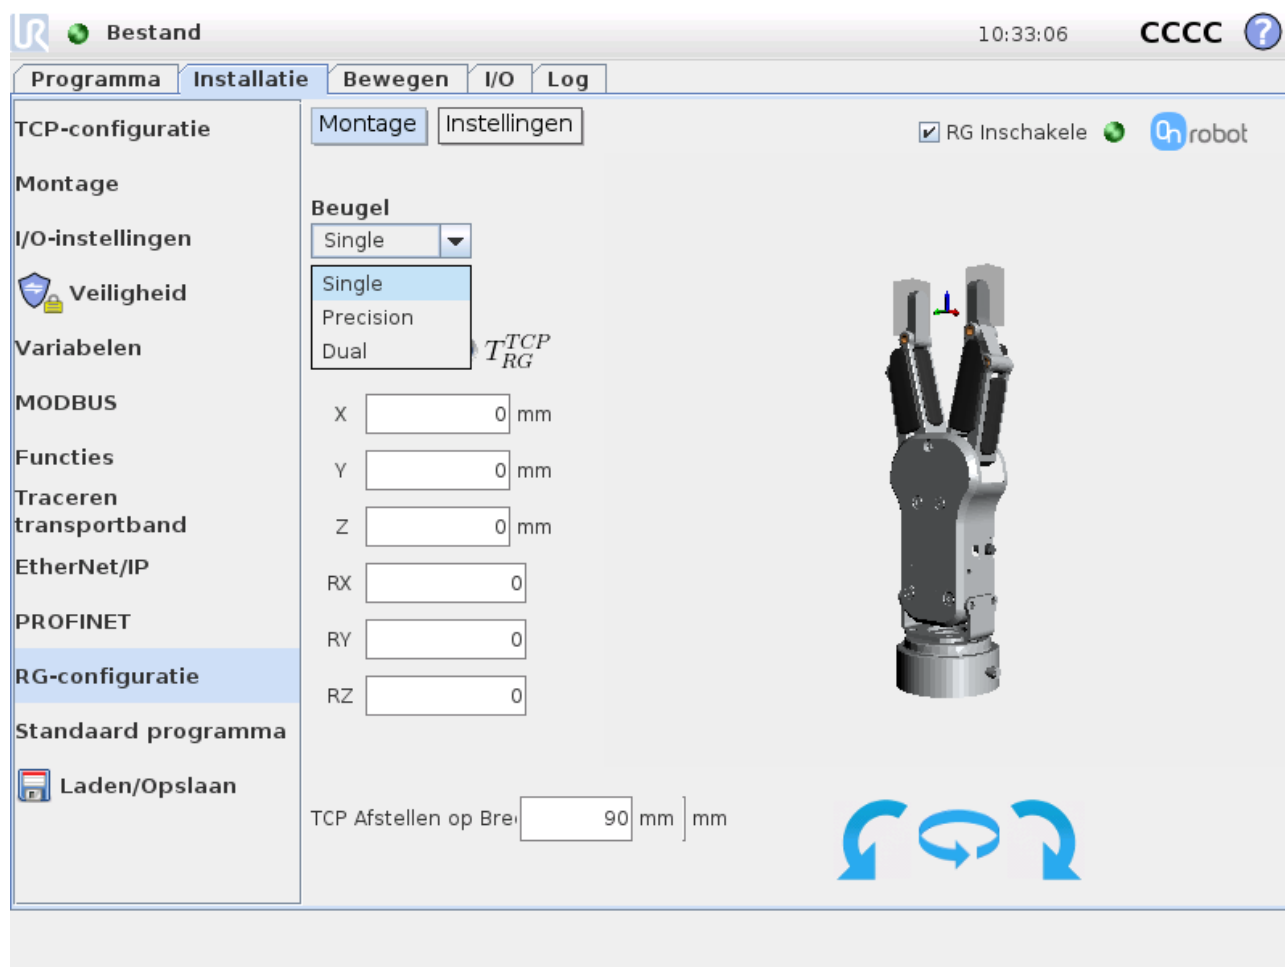 UR Bestand 10:33:06 CCCC ?
Programma Installatie Bewegen I/O Log
TCP-configuratie
Montage
I/O-instellingen
Veiligheid
Variabelen
MODBUS
Functies
Traceren
transportband
EtherNet/IP
PROFINET
RG-configuratie
Standaard programma
Laden/Opslaan
Montage Instellingen
RG Inschakele On robot
Beugel
Single
Single
Precision
Dual
T_{RG}^{TCP}
X 0 mm
Y 0 mm
Z 0 mm
RX 0
RY 0
RZ 0
TCP Afstellen op Bre 90 mm ] mm